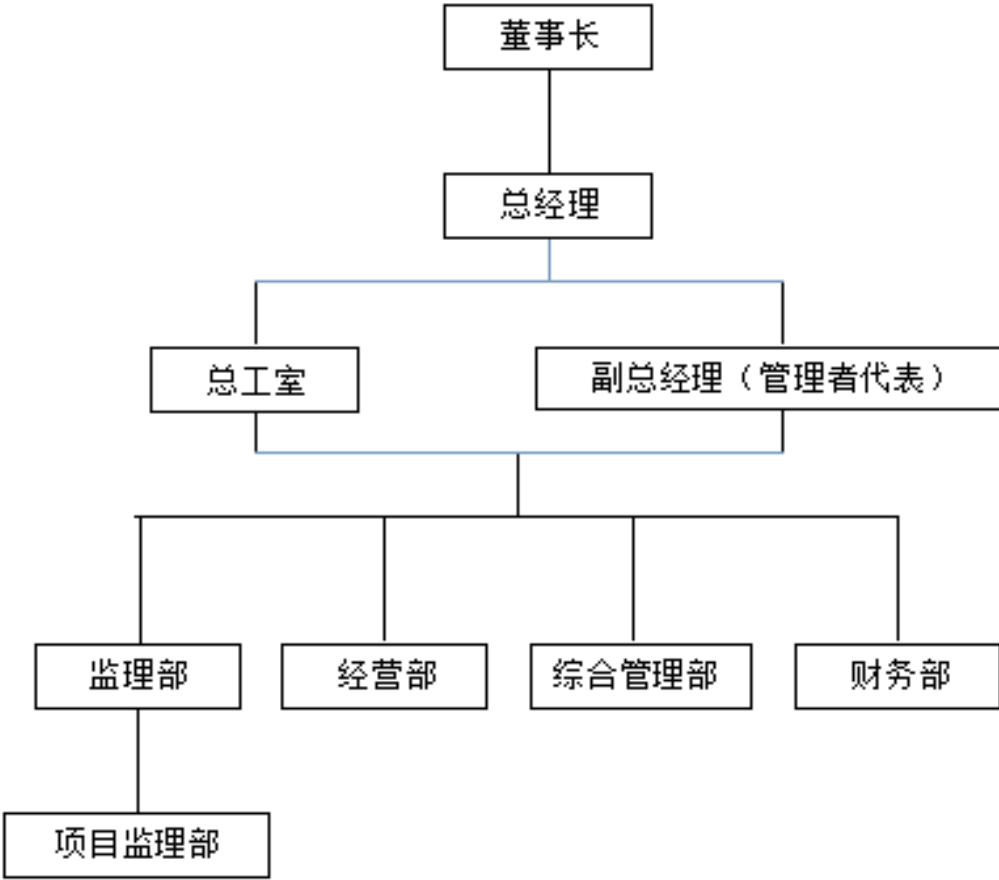 董事长
总经理
总工室
副总经理（管理者代表）
监理部
经营部
综合管理部
财务部
项目监理部